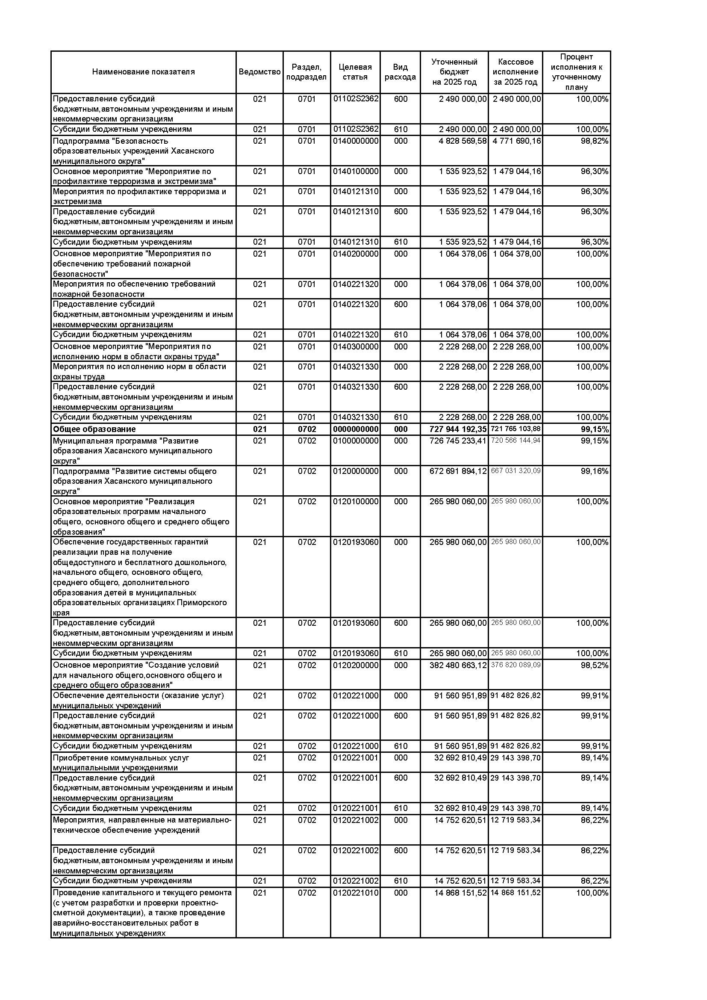 Наименование показателя Ведомство Раздел, подраздел Целевая статья Вид расхода Уточненный бюджет на 2025 год Кассовое исполнение за 2025 год Процент исполнения к уточненному плану
Предоставление субсидий 021 0701 01102S2362 600 2 490 000,00 2 490 000,00 100,00%
бюджетным,автономным учреждениям и иным
некоммерческим организациям
Субсидии бюджетным учреждениям 021 0701 01102S2362 610 2 490 000,00 2 490 000,00 100,00%
Подпрограмма "Безопасность 021 0701 0140000000 000 4 828 569,58 4 771 690,16 98,82%
образовательных учреждений Хасанского
муниципального округа"
Основное мероприятие "Мероприятие по 021 0701 0140100000 000 1 535 923,52 1 479 044,16 96,30%
профилактике терроризма и экстремизма"
Мероприятия по профилактике терроризма и 021 0701 0140121310 000 1 535 923,52 1 479 044,16 96,30%
экстремизма
Предоставление субсидий 021 0701 0140121310 600 1 535 923,52 1 479 044,16 96,30%
бюджетным,автономным учреждениям и иным
некоммерческим организациям
Субсидии бюджетным учреждениям 021 0701 0140121310 610 1 535 923,52 1 479 044,16 96,30%
Основное мероприятие "Мероприятия по 021 0701 0140200000 000 1 064 378,06 1 064 378,00 100,00%
обеспечению требований пожарной
безопасности"
Мероприятия по обеспечению требований 021 0701 0140221320 000 1 064 378,06 1 064 378,00 100,00%
пожарной безопасности
Предоставление субсидий 021 0701 0140221320 600 1 064 378,06 1 064 378,00 100,00%
бюджетным,автономным учреждениям и иным
некоммерческим организациям
Субсидии бюджетным учреждениям 021 0701 0140221320 610 1 064 378,06 1 064 378,00 100,00%
Основное мероприятие "Мероприятия по 021 0701 0140300000 000 2 228 268,00 2 228 268,00 100,00%
исполнению норм в области охраны труда"
Мероприятия по исполнению норм в области 021 0701 0140321330 000 2 228 268,00 2 228 268,00 100,00%
охраны труда
Предоставление субсидий 021 0701 0140321330 600 2 228 268,00 2 228 268,00 100,00%
бюджетным,автономным учреждениям и иным
некоммерческим организациям
Субсидии бюджетным учреждениям 021 0701 0140321330 610 2 228 268,00 2 228 268,00 100,00%
Общее образование 021 0702 0000000000 000 727 944 192,35 721 765 103,88 99,15%
Муниципальная программа "Развитие 021 0702 0100000000 000 726 745 233,41 720 566 144,94 99,15%
образования Хасанского муниципального
округа"
Подпрограмма "Развитие системы общего 021 0702 0120000000 000 672 691 894,12 667 031 320,09 99,16%
образования Хасанского муниципального
округа"
Основное мероприятие "Реализация 021 0702 0120100000 000 265 980 060,00 265 980 060,00 100,00%
образовательных программ начального
общего, основного общего и среднего общего
образования"
Обеспечение государственных гарантий 021 0702 0120193060 000 265 980 060,00 265 980 060,00 100,00%
реализации прав на получение
общедоступного и бесплатного дошкольного,
начального общего, основного общего,
среднего общего, дополнительного
образования детей в муниципальных
образовательных организациях Приморского
края
Предоставление субсидий 021 0702 0120193060 600 265 980 060,00 265 980 060,00 100,00%
бюджетным,автономным учреждениям и иным
некоммерческим организациям
Субсидии бюджетным учреждениям 021 0702 0120193060 610 265 980 060,00 265 980 060,00 100,00%
Основное мероприятие "Создание условий 021 0702 0120200000 000 382 480 663,12 376 820 089,09 98,52%
для начального общего,основного общего и
среднего общего образования"
Обеспечение деятельности (оказание услуг) 021 0702 0120221000 000 91 560 951,89 91 482 826,82 99,91%
муниципальных учреждений
Предоставление субсидий 021 0702 0120221000 600 91 560 951,89 91 482 826,82 99,91%
бюджетным,автономным учреждениям и иным
некоммерческим организациям
Субсидии бюджетным учреждениям 021 0702 0120221000 610 91 560 951,89 91 482 826,82 99,91%
Приобретение коммунальных услуг 021 0702 0120221001 000 32 692 810,49 29 143 398,70 89,14%
муниципальными учреждениями
Предоставление субсидий 021 0702 0120221001 600 32 692 810,49 29 143 398,70 89,14%
бюджетным,автономным учреждениям и иным
некоммерческим организациям
Субсидии бюджетным учреждениям 021 0702 0120221001 610 32 692 810,49 29 143 398,70 89,14%
Мероприятия, направленные на материально- 021 0702 0120221002 000 14 752 620,51 12 719 583,34 86,22%
техническое обеспечение учреждений
Предоставление субсидий 021 0702 0120221002 600 14 752 620,51 12 719 583,34 86,22%
бюджетным,автономным учреждениям и иным
некоммерческим организациям
Субсидии бюджетным учреждениям 021 0702 0120221002 610 14 752 620,51 12 719 583,34 86,22%
Проведение капитального и текущего ремонта 021 0702 0120221010 000 14 868 151,52 14 868 151,52 100,00%
(с учетом разработки и проверки проектно-
сметной документации), а также проведение
аварийно-восстановительных работ в
муниципальных учреждениях